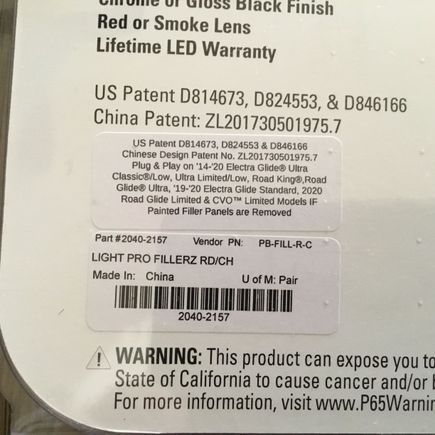 Chrome or Gloss Black Finish
Red or Smoke Lens
Lifetime LED Warranty
US Patent D814673, D824553, & D846166
China Patent: ZL201730501975.7
US Patent D814673, D824553 & D846166
Chinese Design Patent No. ZL201730501975.7
Plug & Play on '14-'20 Electra Glide® Ultra
Classic®/Low, Ultra Limited/Low, Road King®,Road
Glide® Ultra, '19-'20 Electra Glide Standard, 2020
Road Glide Limited & CVO™ Limited Models IF
Painted Filler Panels are Removed
Part #2040-2157 Vendor PN: PB-FILL-R-C
LIGHT PRO FILLERZ RD/CH
Made In: China U of M: Pair
2040-2157
WARNING: This product can expose you to
State of California to cause cancer and/or b
For more information, visit www.P65Warnin